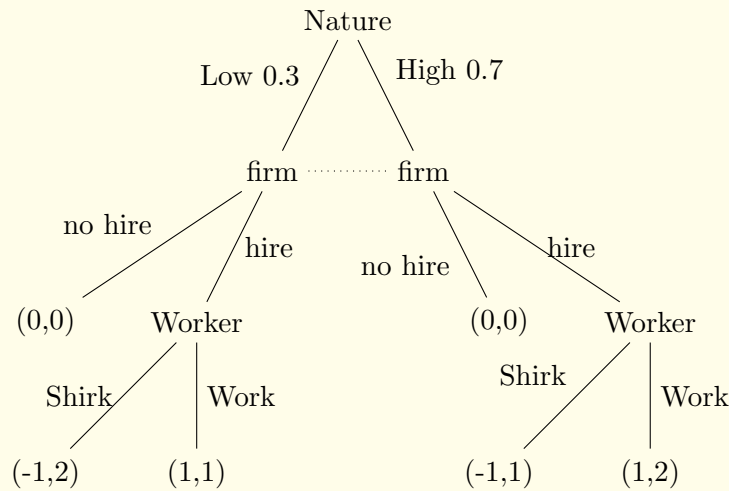 Nature
Low 0.3
High 0.7
firm
firm
no hire
hire
no hire
hire
(0,0)
Worker
(0,0)
Worker
Shirk
Work
Shirk
Work
(-1,2)
(1,1)
(-1,1)
(1,2)